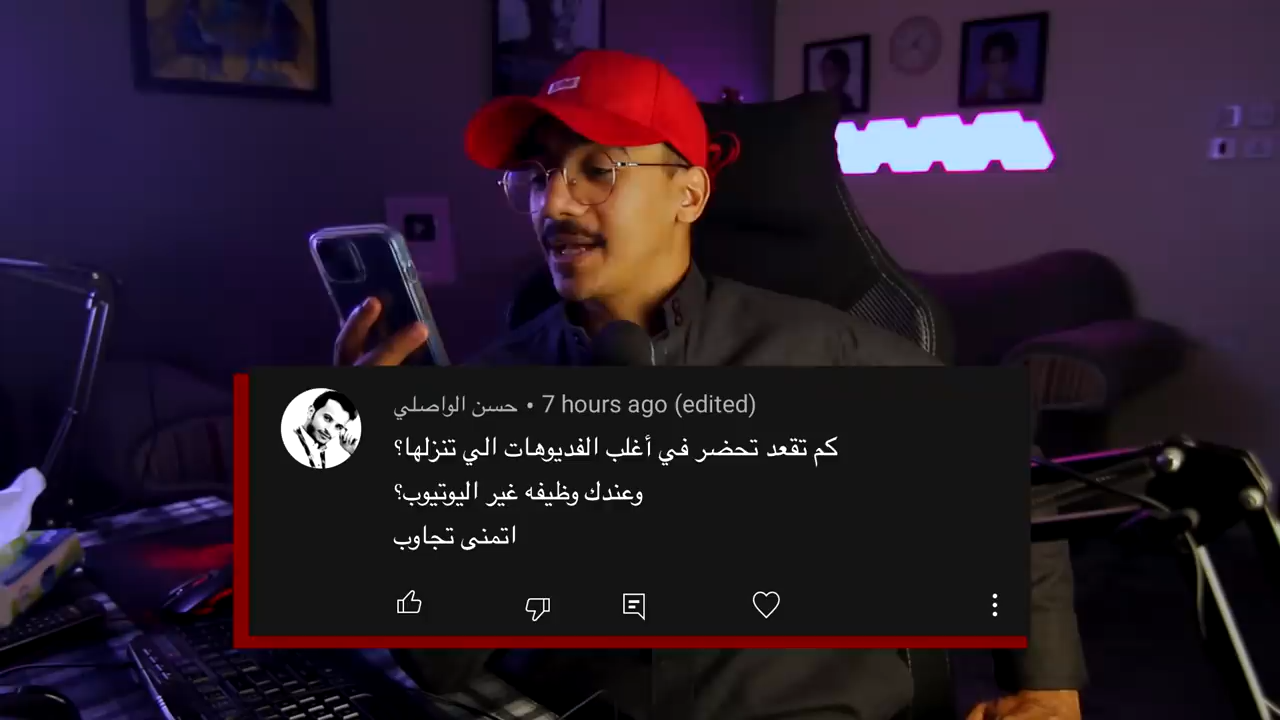 حسن الواصلي • 7 hours ago (edited)
كم تقعد تحضر في أغلب الفديوهات الي تنزلها؟
وعندك وظيفه غير اليوتيوب؟
اتمنى تجاوب